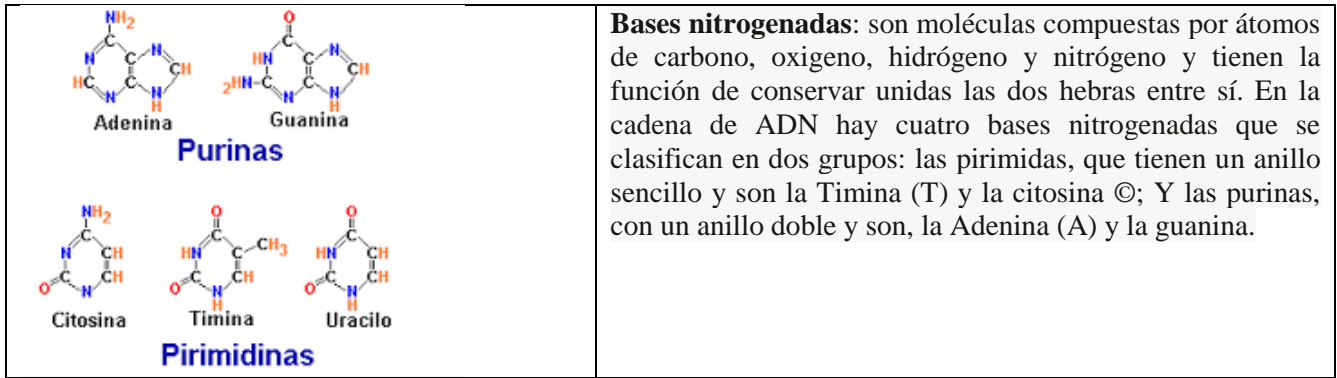 NH2
N
C
C
N
HC
C
CH
N
N
H
Adenina
O
C
HN
C
N
2HN
C
C
CH
N
N
H
Guanina
Purinas
NH2
C
N
CH
C
CH
O
N
Citosina
O
C
HN
C
CH3
C
CH
O
N
H
Timina
O
C
HN
CH
C
CH
O
N
H
Uracilo
Pirimidinas
Bases nitrogenadas: son moléculas compuestas por átomos
de carbono, oxigeno, hidrógeno y nitrógeno y tienen la
función de conservar unidas las dos hebras entre sí. En la
cadena de ADN hay cuatro bases nitrogenadas que se
clasifican en dos grupos: las pirimidas, que tienen un anillo
sencillo y son la Timina (T) y la citosina ©; Y las purinas,
con un anillo doble y son, la Adenina (A) y la guanina.